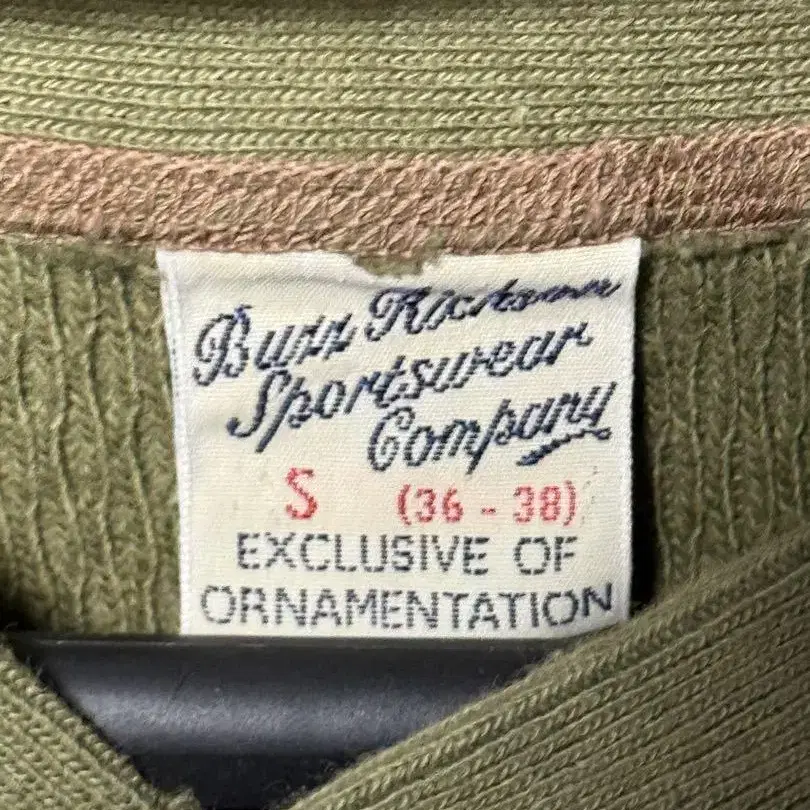 Buzz Rickson
Sportswear
Company
S (36 - 38)
EXCLUSIVE OF
ORNAMENTATION